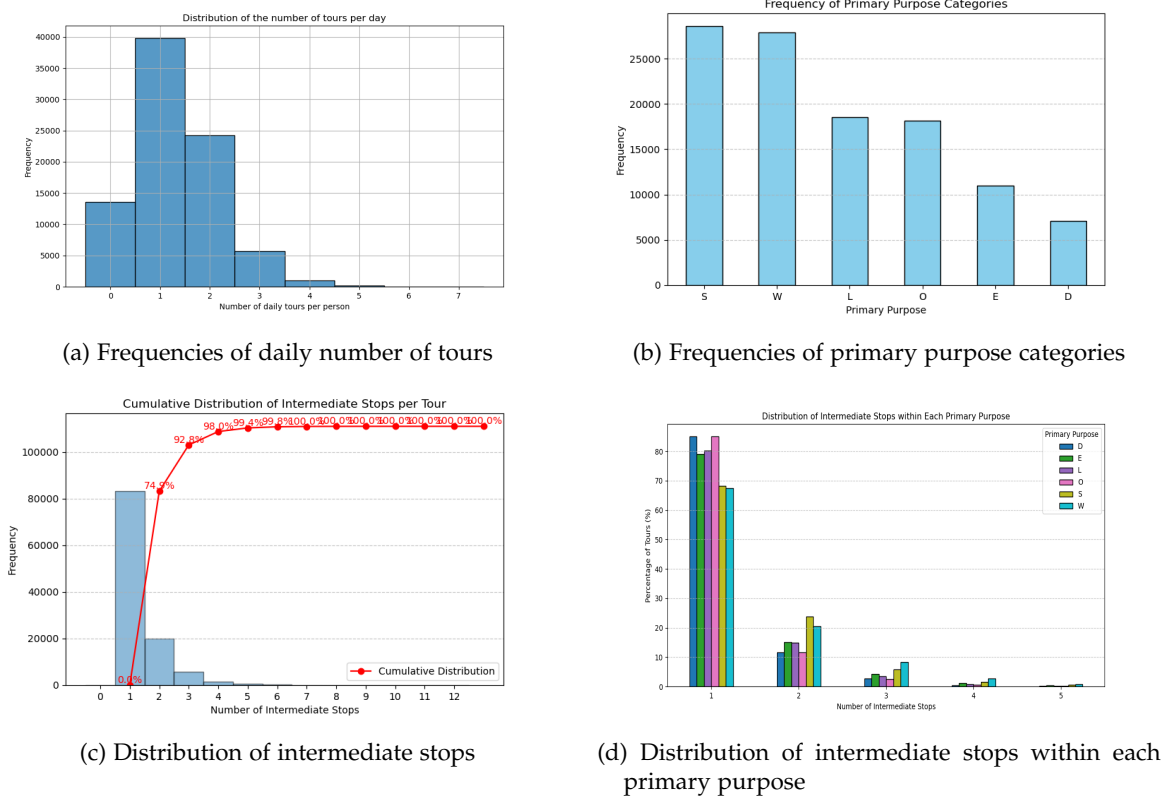 Distribution of the number of tours per day
40000
35000
30000
25000
20000
15000
10000
5000
0
Frequency
0 1 2 3 4 5 6 7
Number of daily tours per person
(a) Frequencies of daily number of tours
Frequency of Primary Purpose Categories
25000
20000
15000
10000
5000
0
Frequency
S W L O E D
Primary Purpose
(b) Frequencies of primary purpose categories
Cumulative Distribution of Intermediate Stops per Tour
100000
80000
60000
40000
20000
0
Frequency
0.0% 74.9% 92.8% 98.0% 99.4% 99.8% 100.0% 100.0% 100.0% 100.0% 100.0% 100.0% 100.0%
Cumulative Distribution
0 1 2 3 4 5 6 7 8 9 10 11 12
Number of Intermediate Stops
(c) Distribution of intermediate stops
Distribution of Intermediate Stops within Each Primary Purpose
80
70
60
50
40
30
20
10
0
Percentage of Tours (%)
Primary Purpose
D
E
L
O
S
W
1 2 3 4 5
Number of Intermediate Stops
(d) Distribution of intermediate stops within each
primary purpose